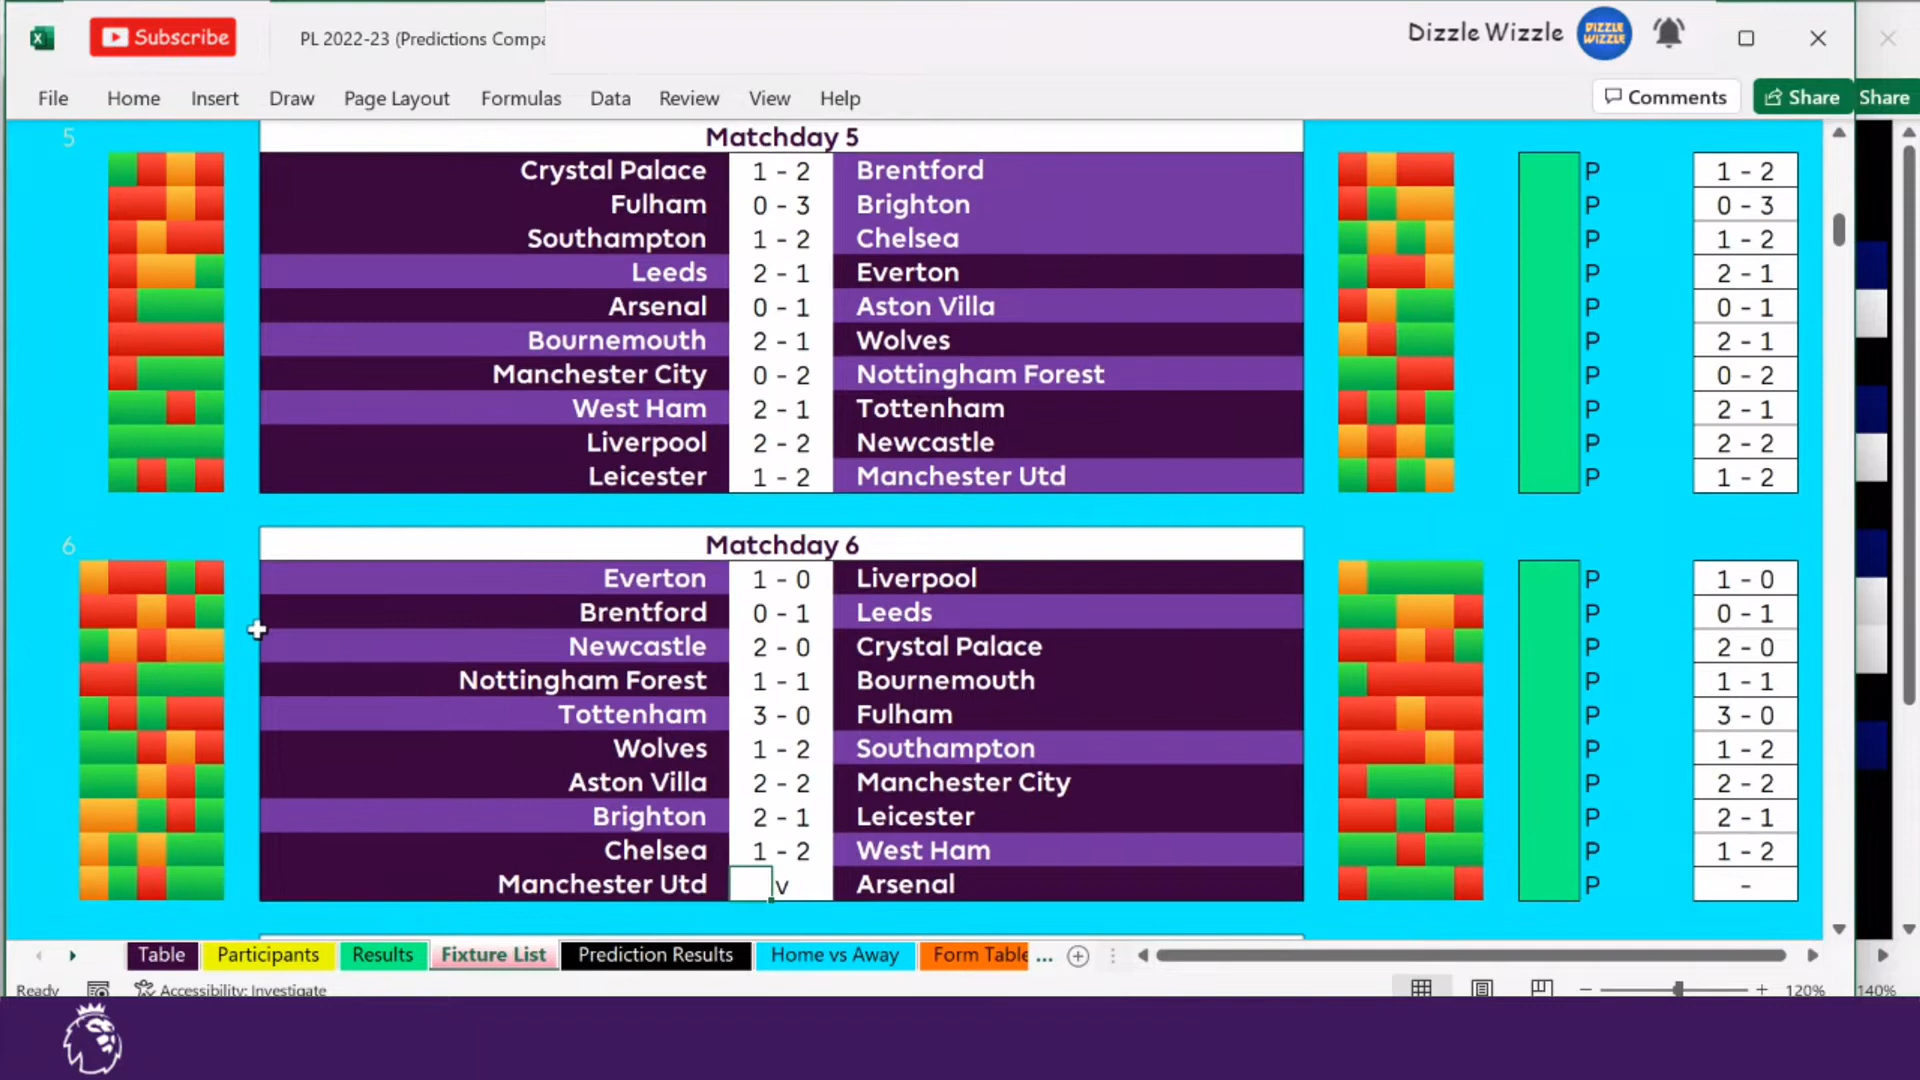 Subscribe PL 2022-23 (Predictions Compa Dizzle Wizzle DIZZLE WIZZLE
File Home Insert Draw Page Layout Formulas Data Review View Help Comments Share Share
5 Matchday 5
Crystal Palace 1 - 2 Brentford P 1 - 2
Fulham 0 - 3 Brighton P 0 - 3
Southampton 1 - 2 Chelsea P 1 - 2
Leeds 2 - 1 Everton P 2 - 1
Arsenal 0 - 1 Aston Villa P 0 - 1
Bournemouth 2 - 1 Wolves P 2 - 1
Manchester City 0 - 2 Nottingham Forest P 0 - 2
West Ham 2 - 1 Tottenham P 2 - 1
Liverpool 2 - 2 Newcastle P 2 - 2
Leicester 1 - 2 Manchester Utd P 1 - 2
6 Matchday 6
Everton 1 - 0 Liverpool P 1 - 0
Brentford 0 - 1 Leeds P 0 - 1
Newcastle 2 - 0 Crystal Palace P 2 - 0
Nottingham Forest 1 - 1 Bournemouth P 1 - 1
Tottenham 3 - 0 Fulham P 3 - 0
Wolves 1 - 2 Southampton P 1 - 2
Aston Villa 2 - 2 Manchester City P 2 - 2
Brighton 2 - 1 Leicester P 2 - 1
Chelsea 1 - 2 West Ham P 1 - 2
Manchester Utd v Arsenal P -
Table Participants Results Fixture List Prediction Results Home vs Away Form Table ...
Ready Accessibility: Investigate 120% 140%